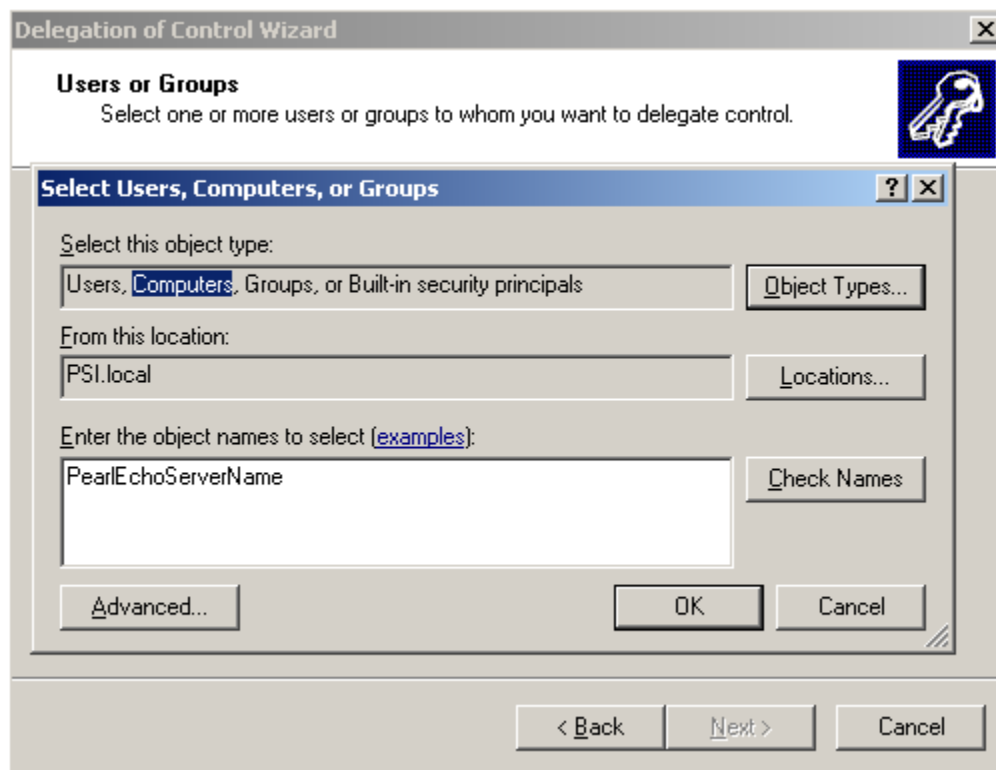 Delegation of Control Wizard
Users or Groups
Select one or more users or groups to whom you want to delegate control.
Select Users, Computers, or Groups
Select this object type:
Users, Computers, Groups, or Built-in security principals
Object Types...
From this location:
PSI.local
Locations...
Enter the object names to select (examples):
PearlEchoServerName
Check Names
Advanced...
OK
Cancel
< Back
Next >
Cancel